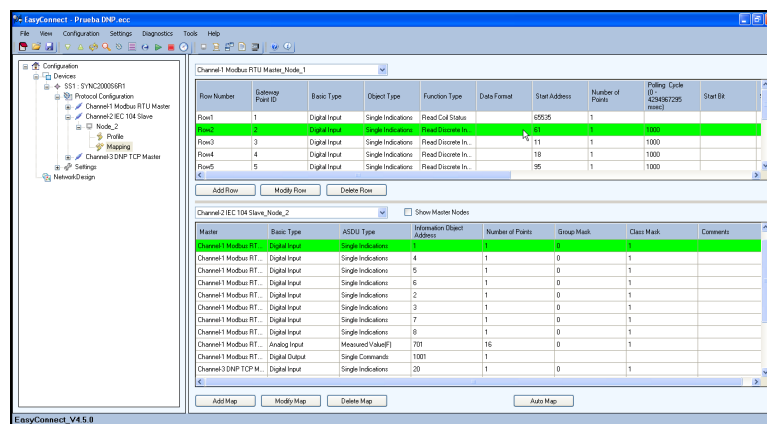 EasyConnect - Prueba DNP.ecc
File View Configuration Settings Diagnostics Tools Help
Configuration
Devices
SS1 : SYNC2000S6R1
Protocol Configuration
Channel-1 Modbus RTU Master
Channel-2 IEC 104 Slave
Node_2
Profile
Mapping
Channel-3 DNP TCP Master
Settings
NetworkDesign
Channel-1 Modbus RTU Master_Node_1
Row Number Gateway Point ID Basic Type Object Type Function Type Data Format Start Address Number of Points Polling Cycle (0 - 4294967295 msec) Start Bit
Row1 1 Digital Input Single Indications Read Coil Status 65535 1
Row2 2 Digital Input Single Indications Read Discrete In... 61 1 1000
Row3 3 Digital Input Single Indications Read Discrete In... 11 1 1000
Row4 4 Digital Input Single Indications Read Discrete In... 18 1 1000
Row5 5 Digital Input Single Indications Read Discrete In... 95 1 1000
Add Row Modify Row Delete Row
Channel-2 IEC 104 Slave_Node_2 Show Master Nodes
Master Basic Type ASDU Type Information Object Address Number of Points Group Mask Class Mask Comments
Channel-1 Modbus RT... Digital Input Single Indications 1 1 0 1
Channel-1 Modbus RT... Digital Input Single Indications 4 1 0 1
Channel-1 Modbus RT... Digital Input Single Indications 5 1 0 1
Channel-1 Modbus RT... Digital Input Single Indications 6 1 0 1
Channel-1 Modbus RT... Digital Input Single Indications 2 1 0 1
Channel-1 Modbus RT... Digital Input Single Indications 3 1 0 1
Channel-1 Modbus RT... Digital Input Single Indications 7 1 0 1
Channel-1 Modbus RT... Digital Input Single Indications 8 1 0 1
Channel-1 Modbus RT... Analog Input Measured Value(F) 701 16 0 1
Channel-1 Modbus RT... Digital Output Single Commands 1001 1
Channel-3 DNP TCP M... Digital Input Single Indications 20 1 0 1
Add Map Modify Map Delete Map Auto Map
EasyConnect_V4.5.0